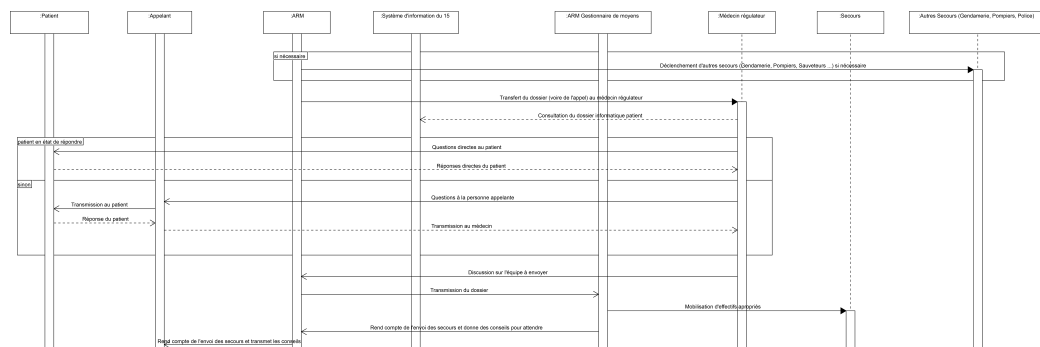 :Patient
:Appelant
:ARM
:Système d'information du 15
:ARM Gestionnaire de moyens
:Médecin régulateur
:Secours
:Autres Secours (Gendarmerie, Pompiers, Police)
si nécessaire
Déclenchement d'autres secours (Gendamerie, Pompiers, Sauveteurs ...) si nécessaire
Transfert du dossier (voire de l'appel) au médecin régulateur
Consultation du dossier informatique patient
patient en état de répondre
Questions directes au patient
Réponses directes du patient
sinon
Questions à la personne appelante
Transmission au patient
Réponse du patient
Transmission au médecin
Discussion sur l'équipe à envoyer
Transmission du dossier
Mobilisation d'effectifs apropriés
Rend compte de l'envoi des secours et donne des conseils pour attendre
Rend compte de l'envoi des secours et transmet les conseils